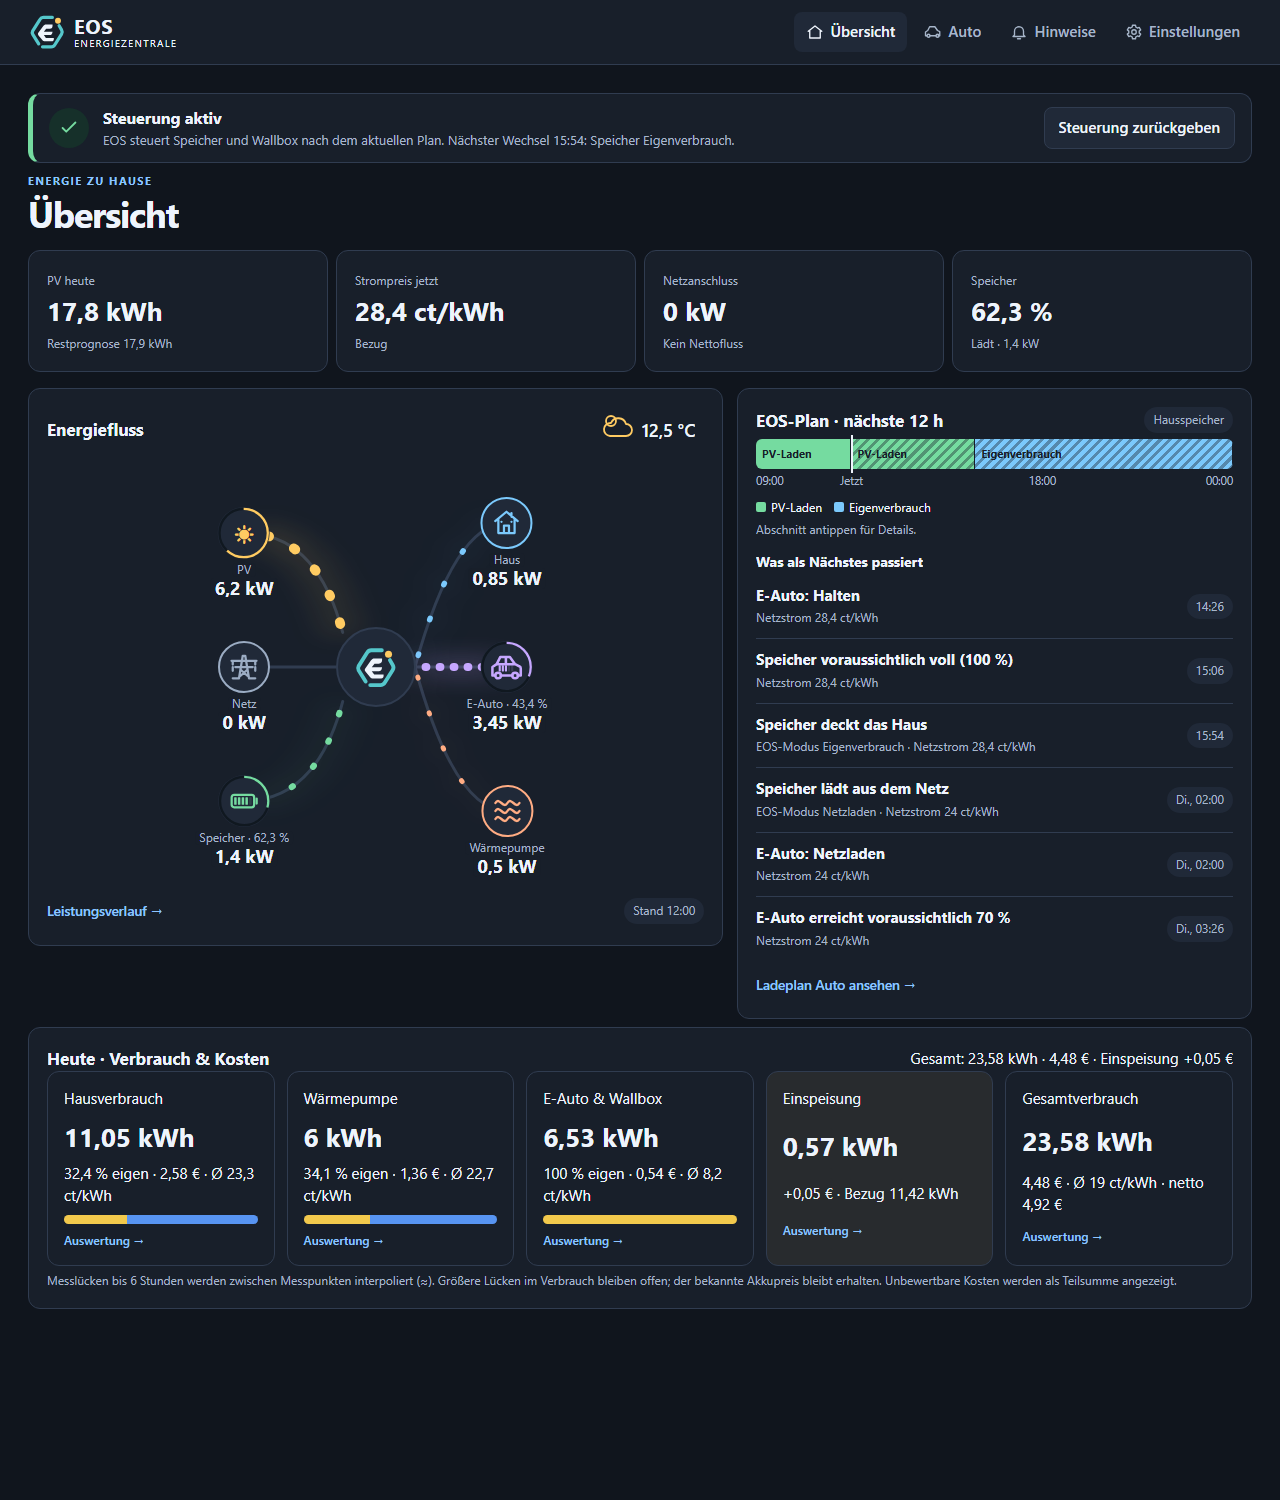 EOS
ENERGIEZENTRALE
Übersicht
Auto
Hinweise
Einstellungen
Steuerung aktiv
EOS steuert Speicher und Wallbox nach dem aktuellen Plan. Nächster Wechsel 15:54: Speicher Eigenverbrauch.
Steuerung zurückgeben
ENERGIE ZU HAUSE
Übersicht
PV heute
17,8 kWh
Restprognose 17,9 kWh
Strompreis jetzt
28,4 ct/kWh
Bezug
Netzanschluss
0 kW
Kein Nettofluss
Speicher
62,3 %
Lädt · 1,4 kW
Energiefluss
12,5 °C
PV
6,2 kW
Haus
0,85 kW
Netz
0 kW
E-Auto · 43,4 %
3,45 kW
Speicher · 62,3 %
1,4 kW
Wärmepumpe
0,5 kW
Leistungsverlauf →
Stand 12:00
EOS-Plan · nächste 12 h
Hausspeicher
PV-Laden
PV-Laden
Eigenverbrauch
09:00
Jetzt
18:00
00:00
PV-Laden
Eigenverbrauch
Abschnitt antippen für Details.
Was als Nächstes passiert
E-Auto: Halten
Netzstrom 28,4 ct/kWh
14:26
Speicher voraussichtlich voll (100 %)
Netzstrom 28,4 ct/kWh
15:06
Speicher deckt das Haus
EOS-Modus Eigenverbrauch · Netzstrom 28,4 ct/kWh
15:54
Speicher lädt aus dem Netz
EOS-Modus Netzladen · Netzstrom 24 ct/kWh
Di., 02:00
E-Auto: Netzladen
Netzstrom 24 ct/kWh
Di., 02:00
E-Auto erreicht voraussichtlich 70 %
Netzstrom 24 ct/kWh
Di., 03:26
Ladeplan Auto ansehen →
Heute · Verbrauch & Kosten
Gesamt: 23,58 kWh · 4,48 € · Einspeisung +0,05 €
Hausverbrauch
11,05 kWh
32,4 % eigen · 2,58 € · Ø 23,3
ct/kWh
Auswertung →
Wärmepumpe
6 kWh
34,1 % eigen · 1,36 € · Ø 22,7
ct/kWh
Auswertung →
E-Auto & Wallbox
6,53 kWh
100 % eigen · 0,54 € · Ø 8,2
ct/kWh
Auswertung →
Einspeisung
0,57 kWh
+0,05 € · Bezug 11,42 kWh
Auswertung →
Gesamtverbrauch
23,58 kWh
4,48 € · Ø 19 ct/kWh · netto
4,92 €
Auswertung →
Messlücken bis 6 Stunden werden zwischen Messpunkten interpoliert (≈). Größere Lücken im Verbrauch bleiben offen; der bekannte Akkupreis bleibt erhalten. Unbewertbare Kosten werden als Teilsumme angezeigt.